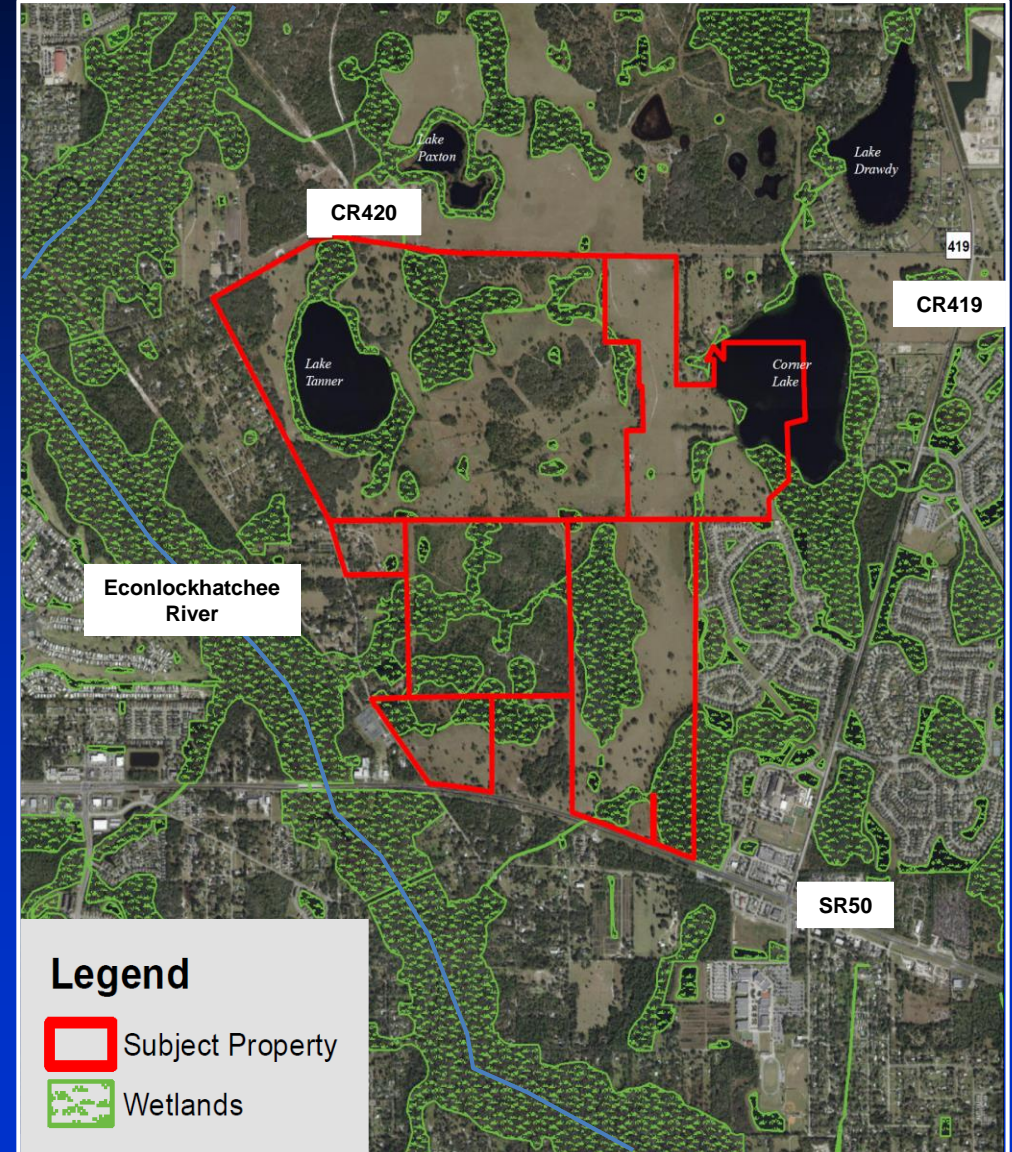 Lake
Paxton
Lake
Drawdy
CR420
419
CR419
Lake
Tanner
Corner
Lake
Econlockhatchee
River
SR50
Legend
Subject Property
Wetlands